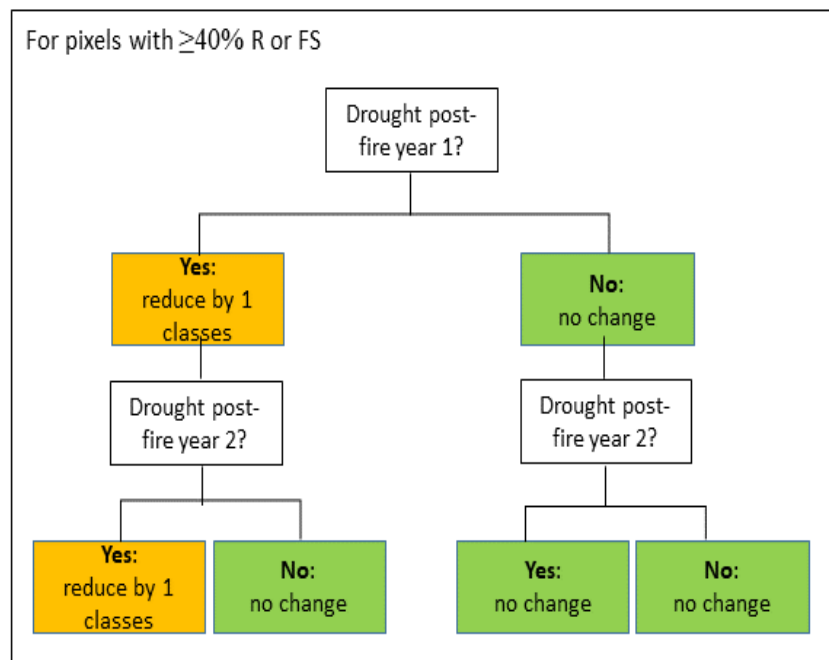 For pixels with ≥40% R or FS
Drought post-
fire year 1?
Yes:
reduce by 1
classes
No:
no change
Drought post-
fire year 2?
Drought post-
fire year 2?
Yes:
reduce by 1
classes
No:
no change
Yes:
no change
No:
no change